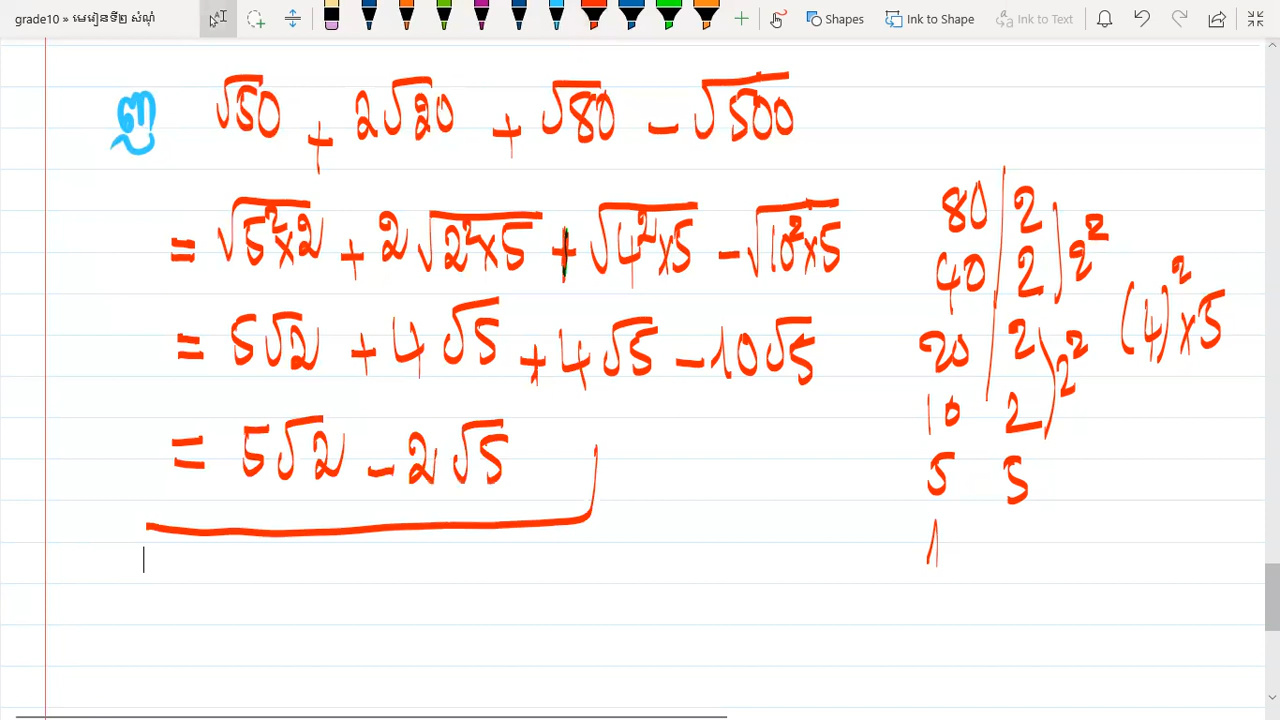 grade10 » មេរៀនទី២ សំណុំ
Shapes
Ink to Shape
Ink to Text
ញ √50 + 2√20 + √80 - √500
= √5²×2 + 2√2²×5 + √4²×5 - √10²×5
= 5√2 + 4√5 + 4√5 - 10√5
= 5√2 - 2√5
80 | 2
40 | 2 ) 2²
20 | 2
10 2 ) 2²
5 5
1
(4)²×5